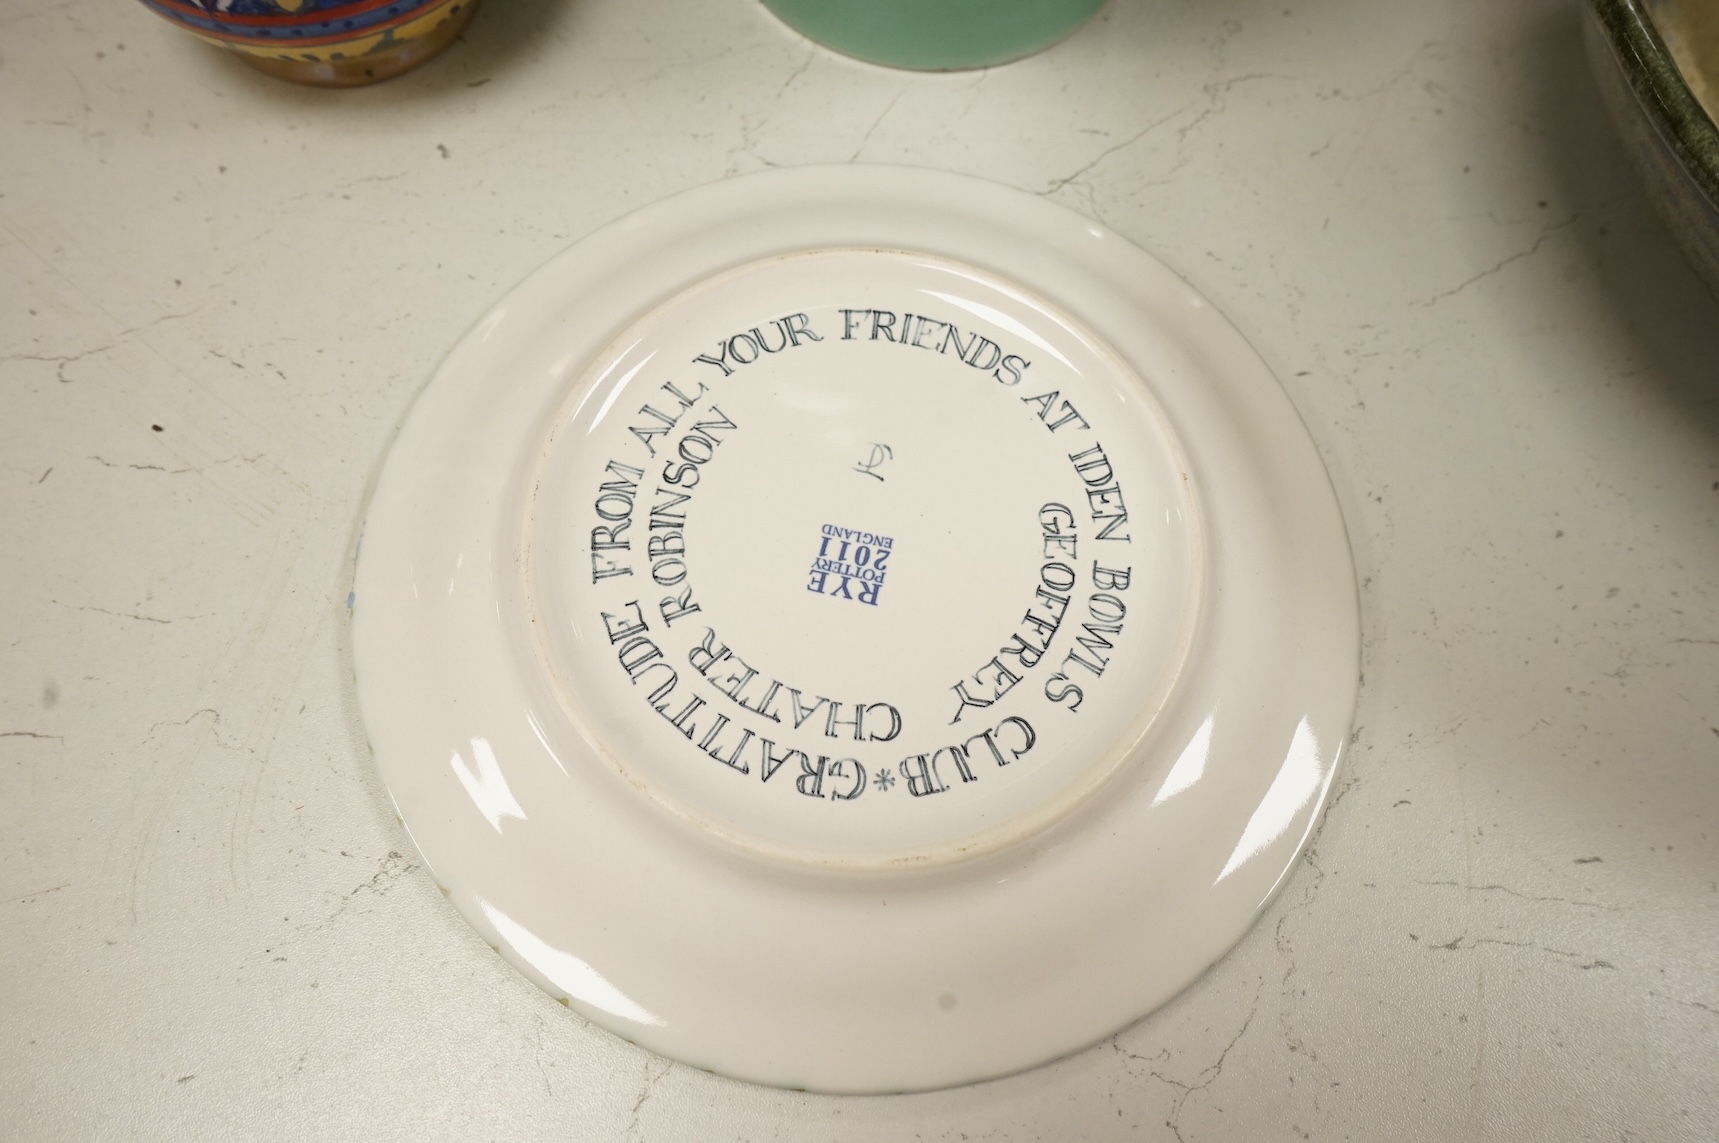 GRATITUDE FROM ALL YOUR FRIENDS AT IDEN BOWLS CLUB *
GEOFFREY CHATER ROBINSON
RYE
POTTERY
2011
ENGLAND